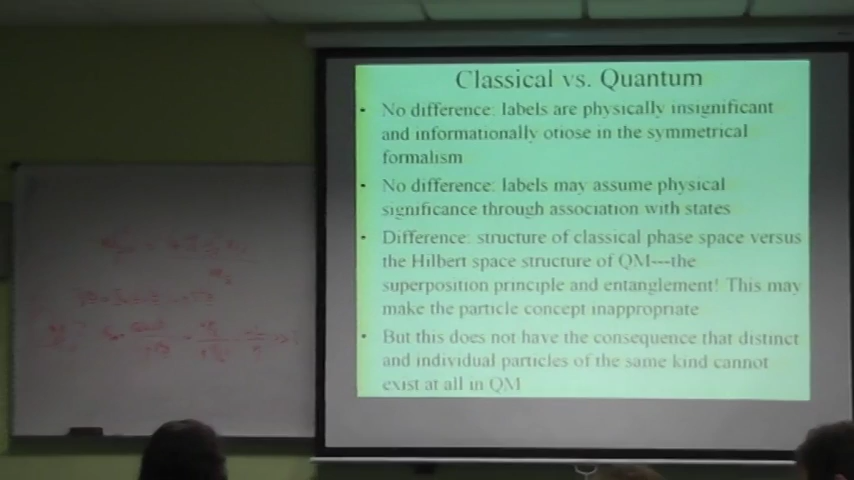 Classical vs. Quantum
• No difference: labels are physically insignificant
and informationally otiose in the symmetrical
formalism
• No difference: labels may assume physical
significance through association with states
• Difference: structure of classical phase space versus
the Hilbert space structure of QM---the
superposition principle and entanglement! This may
make the particle concept inappropriate
• But this does not have the consequence that distinct
and individual particles of the same kind cannot
exist at all in QM